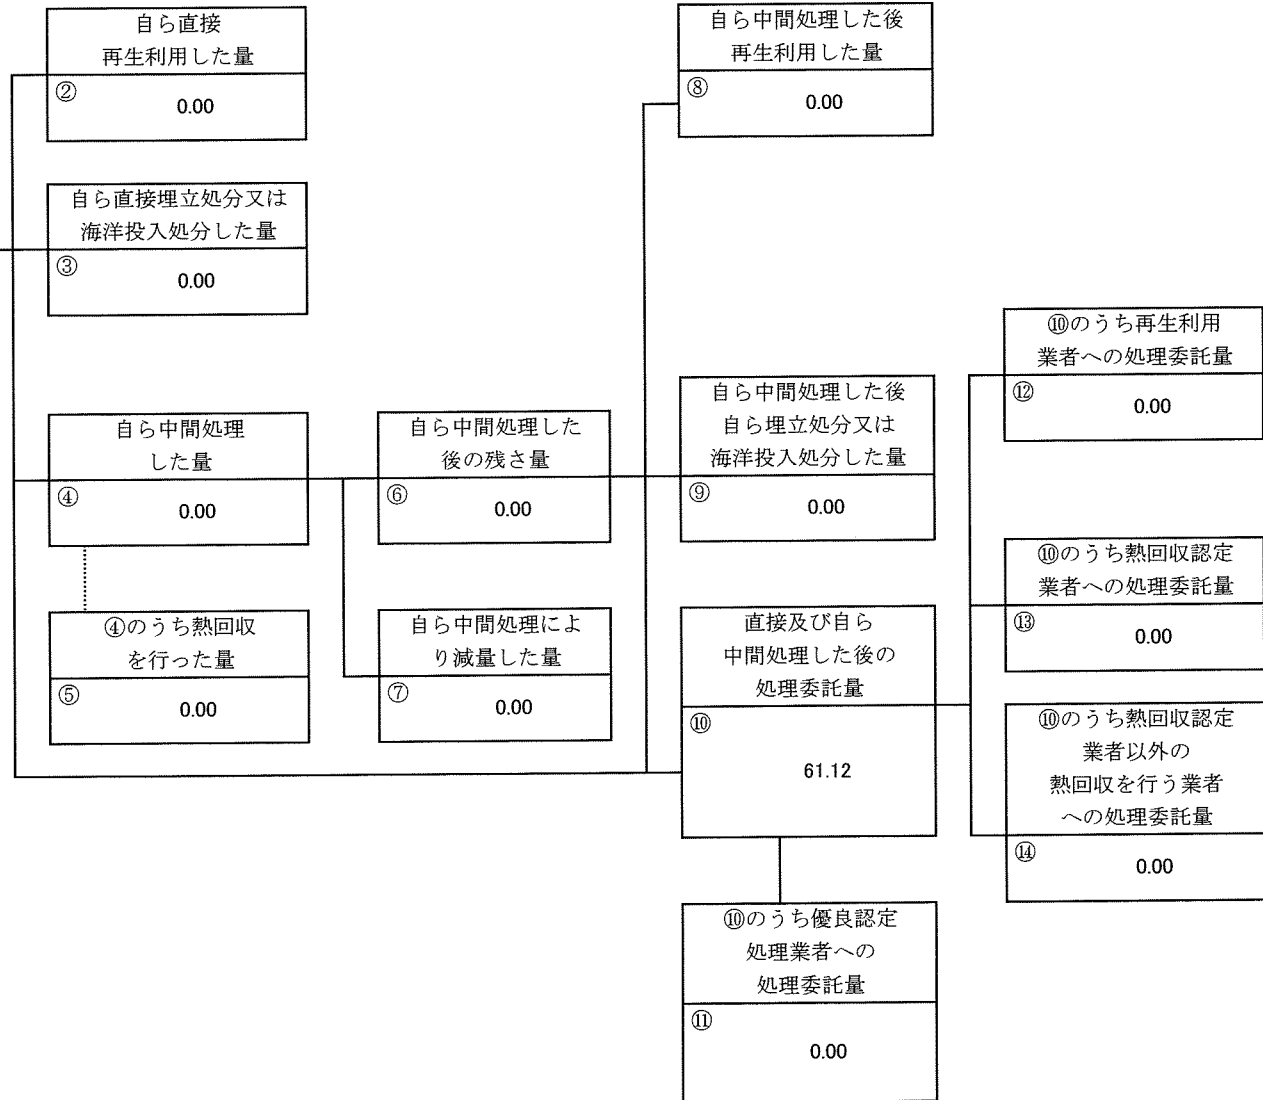 自ら直接
再生利用した量
②
0.00
自ら直接埋立処分又は
海洋投入処分した量
③
0.00
自ら中間処理
した量
④
0.00
④のうち熱回収
を行った量
⑤
0.00
自ら中間処理した
後の残さ量
⑥
0.00
自ら中間処理によ
り減量した量
⑦
0.00
自ら中間処理した後
再生利用した量
⑧
0.00
自ら中間処理した後
自ら埋立処分又は
海洋投入処分した量
⑨
0.00
直接及び自ら
中間処理した後の
処理委託量
⑩
61.12
⑩のうち優良認定
処理業者への
処理委託量
⑪
0.00
⑩のうち再生利用
業者への処理委託量
⑫
0.00
⑩のうち熱回収認定
業者への処理委託量
⑬
0.00
⑩のうち熱回収認定
業者以外の
熱回収を行う業者
への処理委託量
⑭
0.00